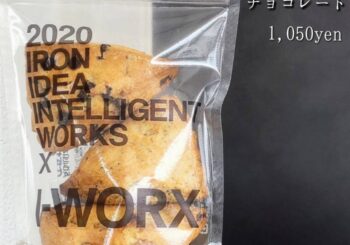 チョコレート
1,050yen
2020
IRON
IDEA
INTELLIGENT
WORKS
X
I-WORX